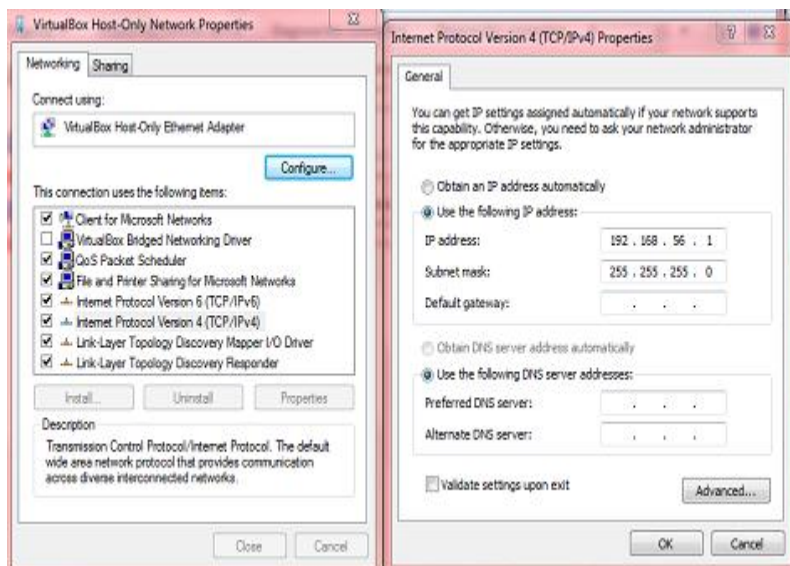 VirtualBox Host-Only Network Properties
Networking
Sharing
Connect using:
VirtualBox Host-Only Ethernet Adapter
Configure...
This connection uses the following items:
Client for Microsoft Networks
VirtualBox Bridged Networking Driver
QoS Packet Scheduler
File and Printer Sharing for Microsoft Networks
Internet Protocol Version 6 (TCP/IPv6)
Internet Protocol Version 4 (TCP/IPv4)
Link-Layer Topology Discovery Mapper I/O Driver
Link-Layer Topology Discovery Responder
Install...
Uninstall
Properties
Description
Transmission Control Protocol/Internet Protocol. The default
wide area network protocol that provides communication
across diverse interconnected networks.
Close
Cancel
Internet Protocol Version 4 (TCP/IPv4) Properties
General
You can get IP settings assigned automatically if your network supports
this capability. Otherwise, you need to ask your network administrator
for the appropriate IP settings.
Obtain an IP address automatically
Use the following IP address:
IP address: 192 . 168 . 56 . 1
Subnet mask: 255 . 255 . 255 . 0
Default gateway: . . .
Obtain DNS server address automatically
Use the following DNS server addresses:
Preferred DNS server: . . .
Alternate DNS server: . . .
Validate settings upon exit
Advanced...
OK
Cancel